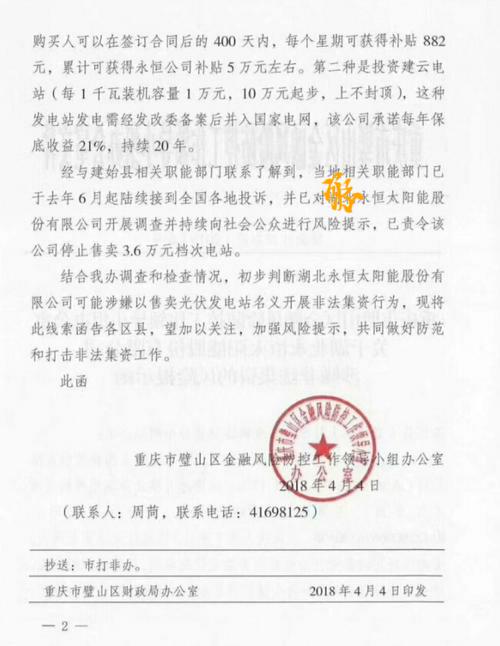 购买人可以在签订合同后的 400 天内，每个星期可获得补贴 882
元，累计可获得永恒公司补贴 5 万元左右。第二种是投资建云电
站（每 1 千瓦装机容量 1 万元，10 万元起步，上不封顶），这种
发电站发电需经发改委备案后并入国家电网，该公司承诺每年保
底收益 21%，持续 20 年。
经与建始县相关职能部门联系了解到，当地相关职能部门已
于去年 6 月起陆续接到全国各地投诉，并已对湖北永恒太阳能股
份有限公司开展调查并持续向社会公众进行风险提示，已责令该
公司停止售卖 3.6 万元档次电站。
结合我办调查和检查情况，初步判断湖北永恒太阳能股份有
限公司可能涉嫌以售卖光伏发电站名义开展非法集资行为，现将
此线索函告各区县，望加以关注，加强风险提示，共同做好防范
和打击非法集资工作。
此函
重庆市璧山区金融风险防控工作领导小组办公室
2018 年 4 月 4 日
（联系人：周茼，联系电话：41698125）
抄送：市打非办。
重庆市璧山区财政局办公室 2018 年 4 月 4 日印发
— 2 —